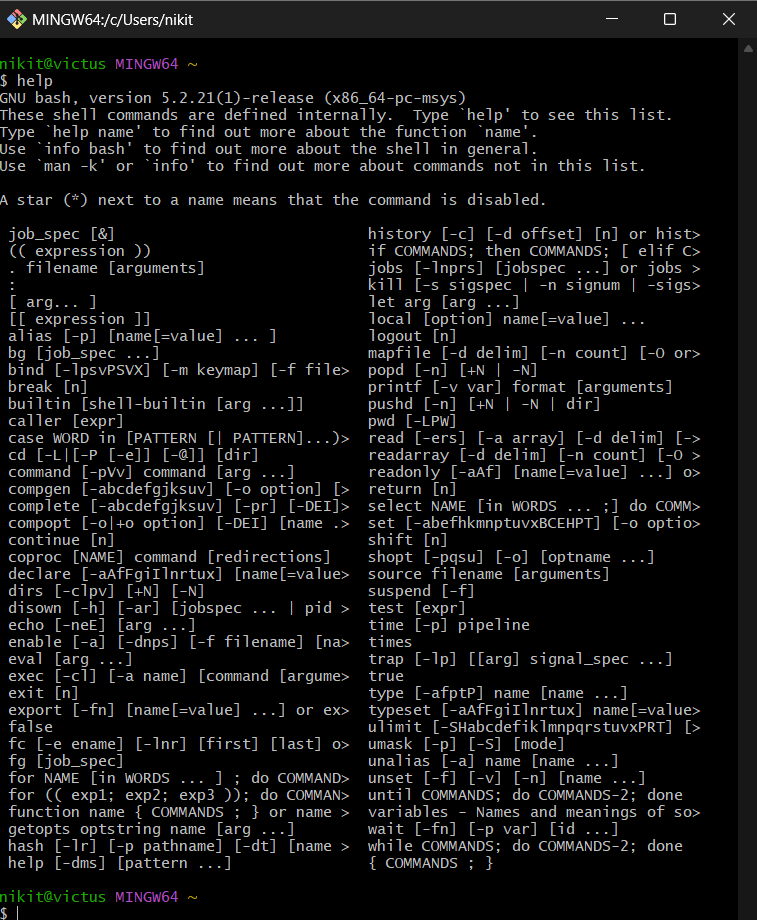 MINGW64:/c/Users/nikit
nikit@victus MINGW64 ~
$ help
GNU bash, version 5.2.21(1)-release (x86_64-pc-msys)
These shell commands are defined internally.  Type `help' to see this list.
Type `help name' to find out more about the function `name'.
Use `info bash' to find out more about the shell in general.
Use `man -k' or `info' to find out more about commands not in this list.
A star (*) next to a name means that the command is disabled.
job_spec [&]                            history [-c] [-d offset] [n] or hist>
(( expression ))                        if COMMANDS; then COMMANDS; [ elif C>
. filename [arguments]                  jobs [-lnprs] [jobspec ...] or jobs >
:                                       kill [-s sigspec | -n signum | -sigs>
[ arg... ]                              let arg [arg ...]
[[ expression ]]                        local [option] name[=value] ...
alias [-p] [name[=value] ... ]          logout [n]
bg [job_spec ...]                       mapfile [-d delim] [-n count] [-O or>
bind [-lpsvPSVX] [-m keymap] [-f file>  popd [-n] [+N | -N]
break [n]                               printf [-v var] format [arguments]
builtin [shell-builtin [arg ...]]       pushd [-n] [+N | -N | dir]
caller [expr]                           pwd [-LPW]
case WORD in [PATTERN [| PATTERN]...)>  read [-ers] [-a array] [-d delim] [->
cd [-L|[-P [-e]] [-@]] [dir]            readarray [-d delim] [-n count] [-O >
command [-pVv] command [arg ...]        readonly [-aAf] [name[=value] ...] o>
compgen [-abcdefgjksuv] [-o option] [>  return [n]
complete [-abcdefgjksuv] [-pr] [-DEI]>  select NAME [in WORDS ... ;] do COMM>
compopt [-o|+o option] [-DEI] [name .>  set [-abefhkmnptuvxBCEHPT] [-o optio>
continue [n]                            shift [n]
coproc [NAME] command [redirections]    shopt [-pqsu] [-o] [optname ...]
declare [-aAfFgiIlnrtux] [name[=value>  source filename [arguments]
dirs [-clpv] [+N] [-N]                  suspend [-f]
disown [-h] [-ar] [jobspec ... | pid >  test [expr]
echo [-neE] [arg ...]                   time [-p] pipeline
enable [-a] [-dnps] [-f filename] [na>  times
eval [arg ...]                          trap [-lp] [[arg] signal_spec ...]
exec [-cl] [-a name] [command [argume>  true
exit [n]                                type [-afptP] name [name ...]
export [-fn] [name[=value] ...] or ex>  typeset [-aAfFgiIlnrtux] name[=value>
false                                   ulimit [-SHabcdefiklmnpqrstuvxPRT] [>
fc [-e ename] [-lnr] [first] [last] o>  umask [-p] [-S] [mode]
fg [job_spec]                           unalias [-a] name [name ...]
for NAME [in WORDS ... ] ; do COMMAND>  unset [-f] [-v] [-n] [name ...]
for (( exp1; exp2; exp3 )); do COMMAN>  until COMMANDS; do COMMANDS-2; done
function name { COMMANDS ; } or name >  variables - Names and meanings of so>
getopts optstring name [arg ...]        wait [-fn] [-p var] [id ...]
hash [-lr] [-p pathname] [-dt] [name >  while COMMANDS; do COMMANDS-2; done
help [-dms] [pattern ...]               { COMMANDS ; }
nikit@victus MINGW64 ~
$